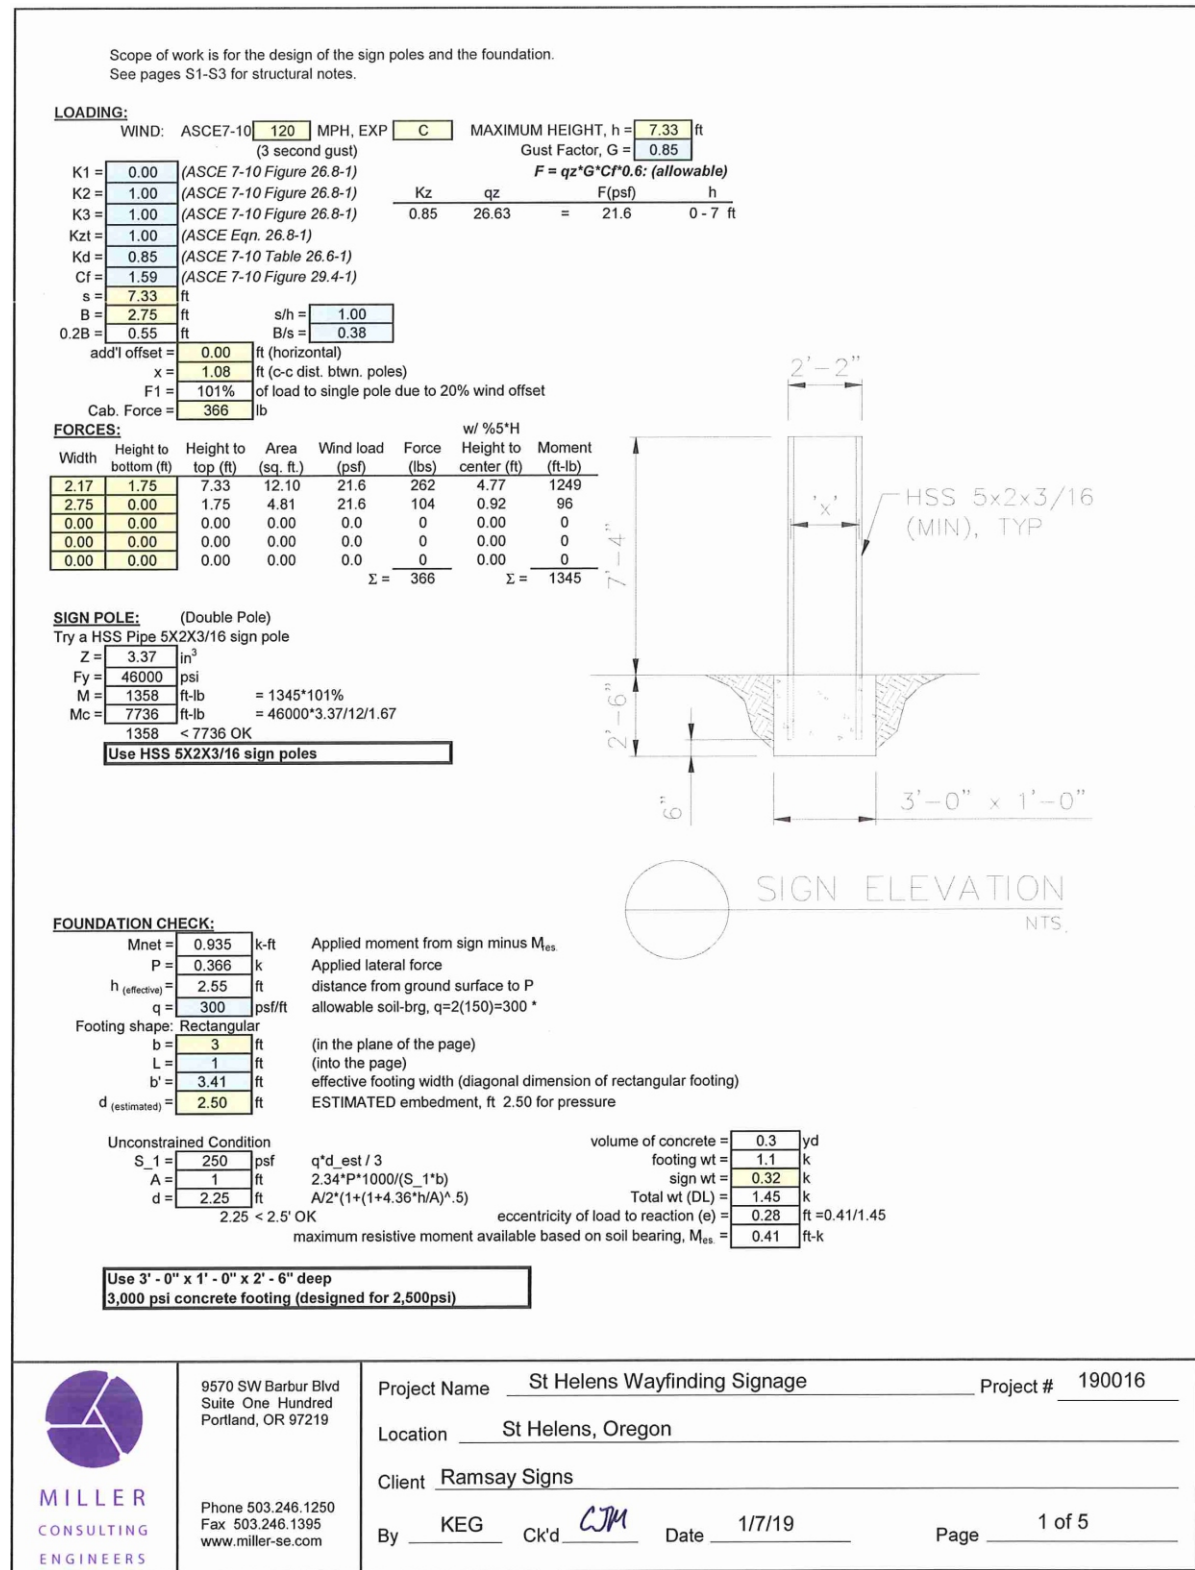 Scope of work is for the design of the sign poles and the foundation.
See pages S1-S3 for structural notes.
LOADING:
WIND: ASCE7-10 120 MPH, EXP C MAXIMUM HEIGHT, h = 7.33 ft
(3 second gust) Gust Factor, G = 0.85
K1 = 0.00 (ASCE 7-10 Figure 26.8-1) F = qz*G*Cf*0.6: (allowable)
K2 = 1.00 (ASCE 7-10 Figure 26.8-1) Kz qz F(psf) h
K3 = 1.00 (ASCE 7-10 Figure 26.8-1) 0.85 26.63 = 21.6 0 - 7 ft
Kzt = 1.00 (ASCE Eqn. 26.8-1)
Kd = 0.85 (ASCE 7-10 Table 26.6-1)
Cf = 1.59 (ASCE 7-10 Figure 29.4-1)
s = 7.33 ft
B = 2.75 ft s/h = 1.00
0.2B = 0.55 ft B/s = 0.38
add'l offset = 0.00 ft (horizontal)
x = 1.08 ft (c-c dist. btwn. poles)
F1 = 101% of load to single pole due to 20% wind offset
Cab. Force = 366 lb
FORCES: w/ %5*H
Width Height to bottom (ft) Height to top (ft) Area (sq. ft.) Wind load (psf) Force (lbs) Height to center (ft) Moment (ft-lb)
2.17 1.75 7.33 12.10 21.6 262 4.77 1249
2.75 0.00 1.75 4.81 21.6 104 0.92 96
0.00 0.00 0.00 0.00 0.0 0 0.00 0
0.00 0.00 0.00 0.00 0.0 0 0.00 0
0.00 0.00 0.00 0.00 0.0 0 0.00 0
Σ = 366 Σ = 1345
2'-2"
'x'
HSS 5x2x3/16
(MIN), TYP
7'-4"
2'-6"
6"
3'-0" x 1'-0"
SIGN ELEVATION
NTS.
SIGN POLE: (Double Pole)
Try a HSS Pipe 5X2X3/16 sign pole
Z = 3.37 in³
Fy = 46000 psi
M = 1358 ft-lb = 1345*101%
Mc = 7736 ft-lb = 46000*3.37/12/1.67
1358 < 7736 OK
Use HSS 5X2X3/16 sign poles
FOUNDATION CHECK:
Mnet = 0.935 k-ft Applied moment from sign minus Mres.
P = 0.366 k Applied lateral force
h (effective) = 2.55 ft distance from ground surface to P
q = 300 psf/ft allowable soil-brg, q=2(150)=300 *
Footing shape: Rectangular
b = 3 ft (in the plane of the page)
L = 1 ft (into the page)
b' = 3.41 ft effective footing width (diagonal dimension of rectangular footing)
d (estimated) = 2.50 ft ESTIMATED embedment, ft 2.50 for pressure
Unconstrained Condition
S_1 = 250 psf q*d_est / 3
A = 1 ft 2.34*P*1000/(S_1*b)
d = 2.25 ft A/2*(1+(1+4.36*h/A)^.5)
2.25 < 2.5' OK
volume of concrete = 0.3 yd
footing wt = 1.1 k
sign wt = 0.32 k
Total wt (DL) = 1.45 k
eccentricity of load to reaction (e) = 0.28 ft =0.41/1.45
maximum resistive moment available based on soil bearing, Mres. = 0.41 ft-k
Use 3' - 0" x 1' - 0" x 2' - 6" deep
3,000 psi concrete footing (designed for 2,500psi)
MILLER
CONSULTING
ENGINEERS
9570 SW Barbur Blvd
Suite One Hundred
Portland, OR 97219
Phone 503.246.1250
Fax 503.246.1395
www.miller-se.com
Project Name St Helens Wayfinding Signage Project # 190016
Location St Helens, Oregon
Client Ramsay Signs
By KEG Ck'd CJM Date 1/7/19 Page 1 of 5